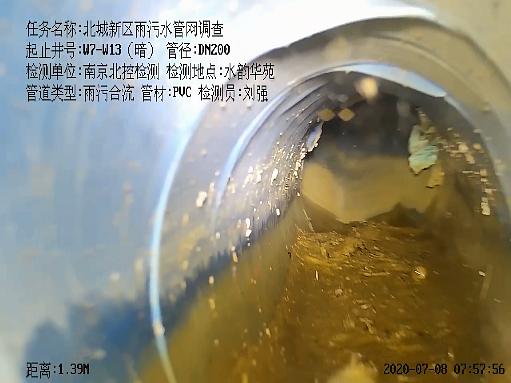 任务名称:北城新区雨污水管网调查
起止井号:W7-W13（暗） 管径:DN200
检测单位:南京北控检测 检测地点:水韵华苑
管道类型:雨污合流 管材:PVC 检测员:刘强
距离:1.39M
2020-07-08 07:57:56